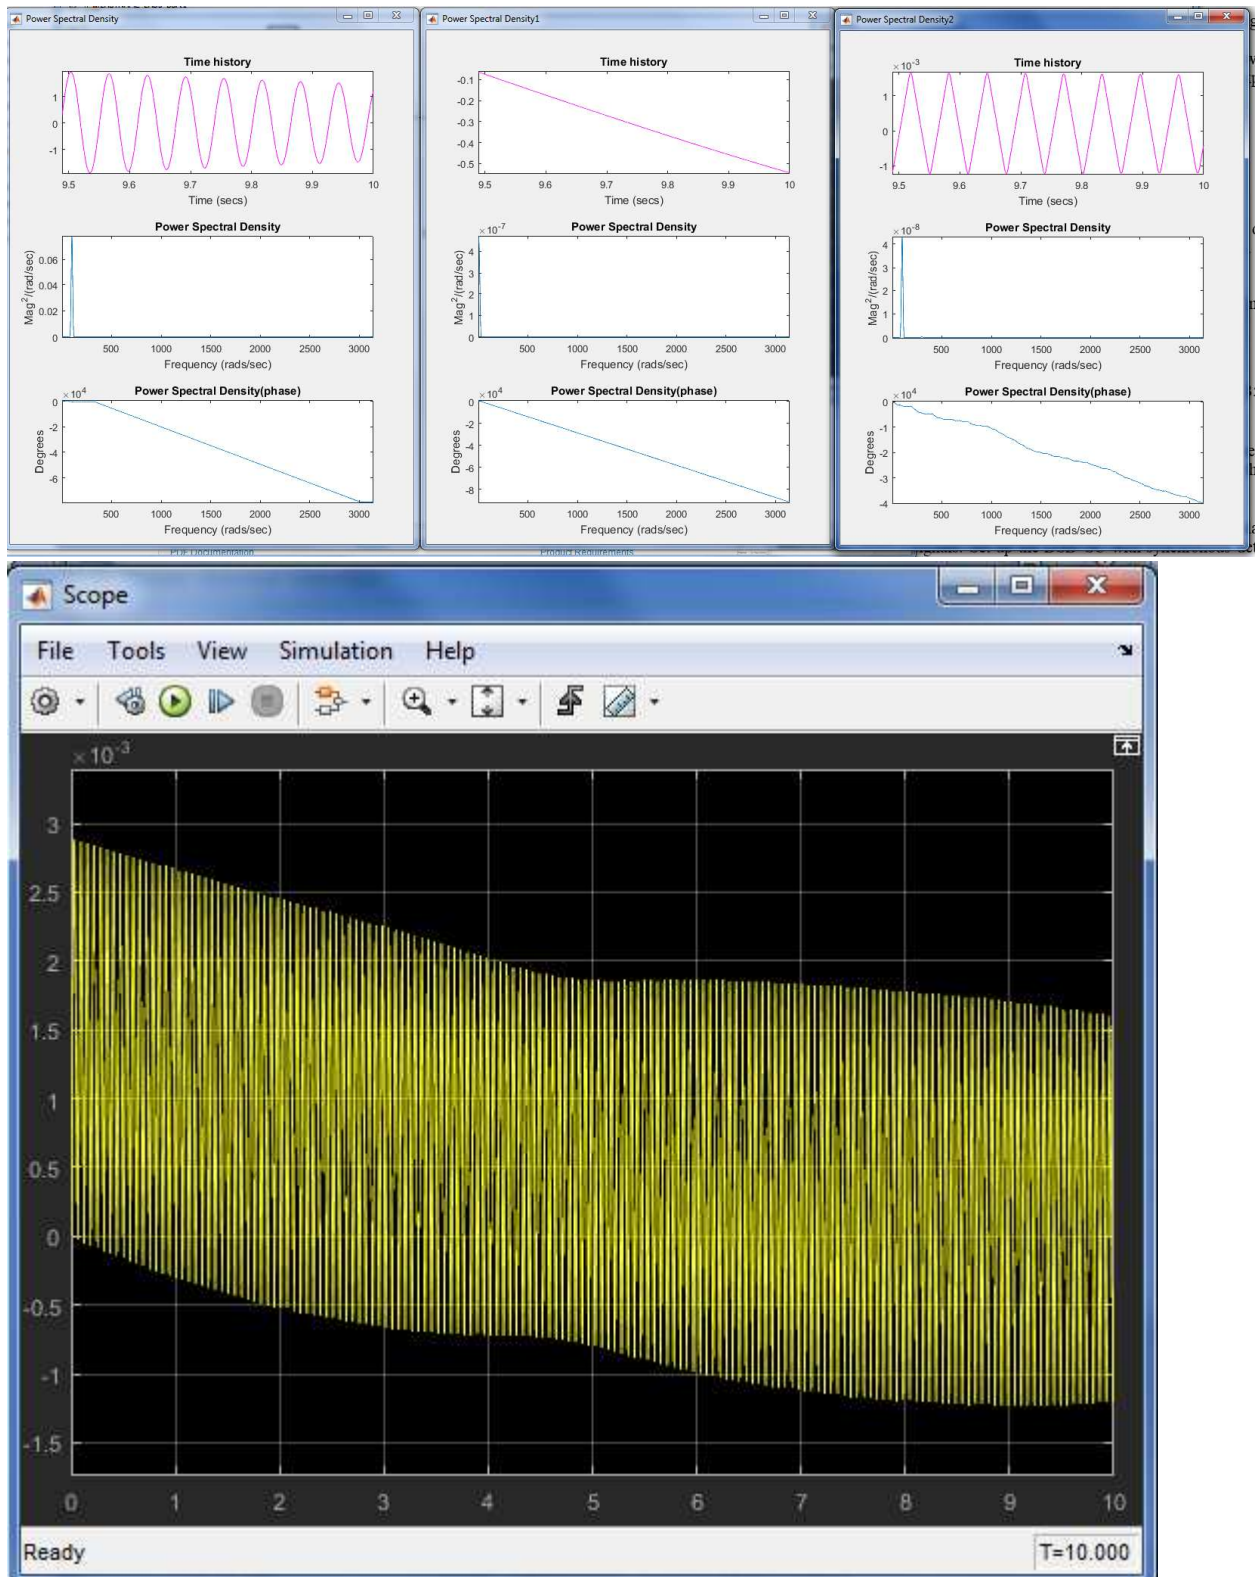 Power Spectral Density
Time history
1
0
-1
9.5 9.6 9.7 9.8 9.9 10
Time (secs)
Power Spectral Density
Mag²/(rad/sec)
0.06
0.04
0.02
0
500 1000 1500 2000 2500 3000
Frequency (rads/sec)
Power Spectral Density(phase)
×10⁴
Degrees
0
-2
-4
-6
500 1000 1500 2000 2500 3000
Frequency (rads/sec)
Power Spectral Density1
Time history
-0.1
-0.2
-0.3
-0.4
-0.5
9.5 9.6 9.7 9.8 9.9 10
Time (secs)
Power Spectral Density
×10⁻⁷
Mag²/(rad/sec)
4
3
2
1
0
500 1000 1500 2000 2500 3000
Frequency (rads/sec)
Power Spectral Density(phase)
×10⁴
Degrees
0
-2
-4
-6
-8
500 1000 1500 2000 2500 3000
Frequency (rads/sec)
Power Spectral Density2
Time history
×10⁻³
1
0
-1
9.5 9.6 9.7 9.8 9.9 10
Time (secs)
Power Spectral Density
×10⁻⁸
Mag²/(rad/sec)
4
3
2
1
0
500 1000 1500 2000 2500 3000
Frequency (rads/sec)
Power Spectral Density(phase)
×10⁴
Degrees
0
-1
-2
-3
-4
500 1000 1500 2000 2500 3000
Frequency (rads/sec)
PDF Documentation
Product Requirements
Scope
File Tools View Simulation Help
×10⁻³
3
2.5
2
1.5
1
0.5
0
-0.5
-1
-1.5
0 1 2 3 4 5 6 7 8 9 10
Ready
T=10.000